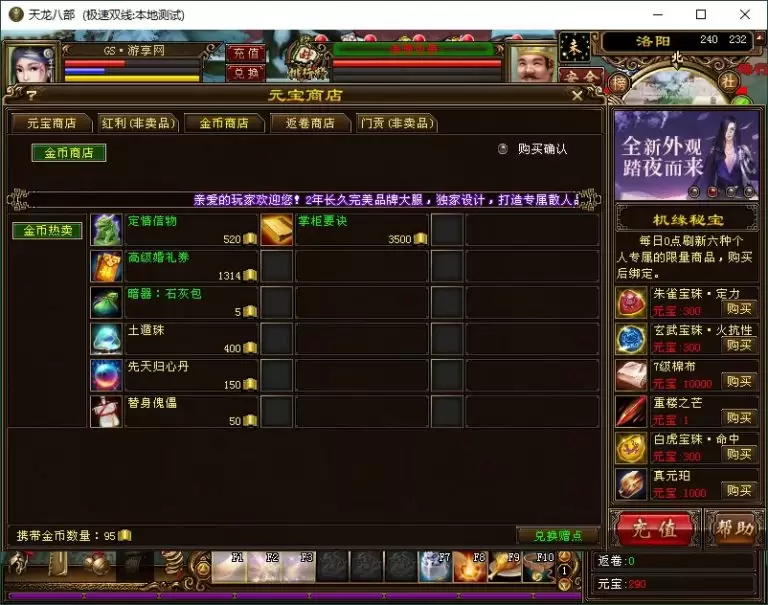 天龙八部 (极速双线:本地测试)
GS·游享网
充值
兑换
未
洛阳 240 232
北
榜
社
? 元宝商店
元宝商店 红利(非卖品) 金币商店 返卷商店 门贡(非卖品)
金币商店
购买确认
亲爱的玩家欢迎您! 2年长久完美品牌大服, 独家设计, 打造专属散人
金币热卖
定情信物 520
掌柜要诀 3500
高级婚礼券 1314
暗器:石灰包 5
土遁珠 400
先天归心丹 150
替身傀儡 50
携带金币数量: 95
兑换赠点
全新外观
踏夜而来
机缘秘宝
每日0点刷新六种个
人专属的限量商品,购买
后绑定。
朱雀宝珠·定力
元宝:300 购买
玄武宝珠·火抗性
元宝:300 购买
7级棉布
元宝:10000 购买
重楼之芒
元宝:1 购买
白虎宝珠·命中
元宝:300 购买
真元珀
元宝:1000 购买
充值
帮助
F1 F2 F3 F7 F8 F9 F10
1
返卷:0
元宝:290